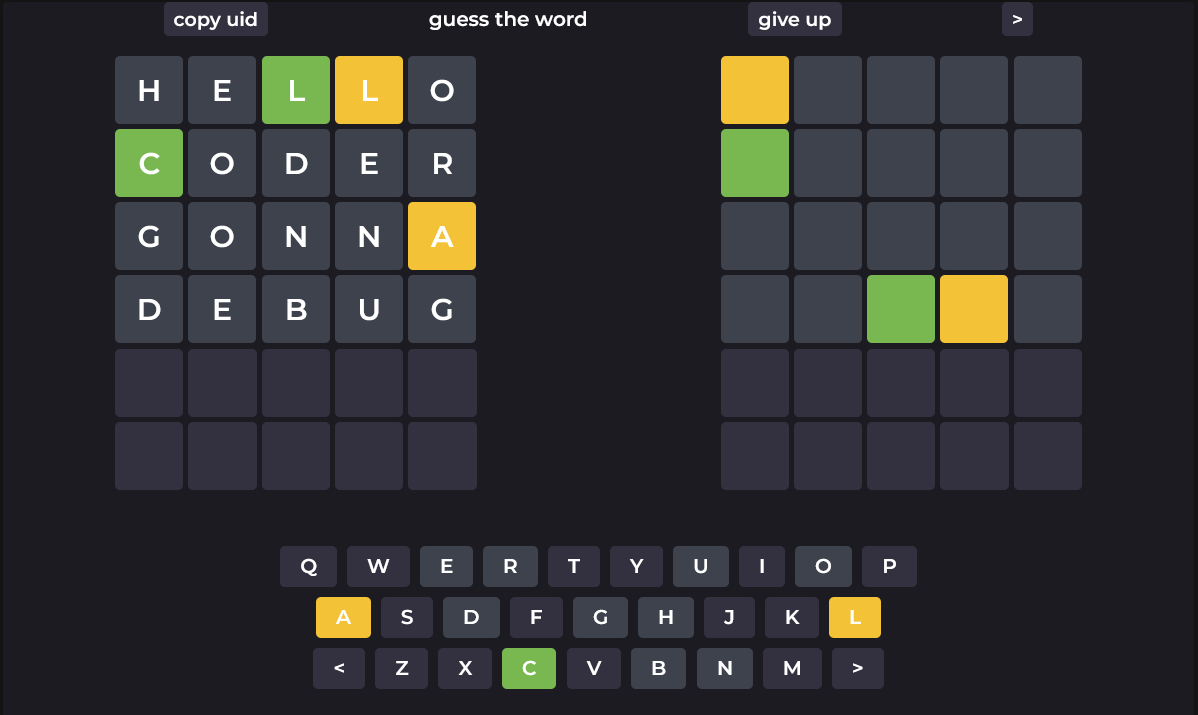 copy uid guess the word give up >
H E L L O
C O D E R
G O N N A
D E B U G
Q W E R T Y U I O P
A S D F G H J K L
< Z X C V B N M >